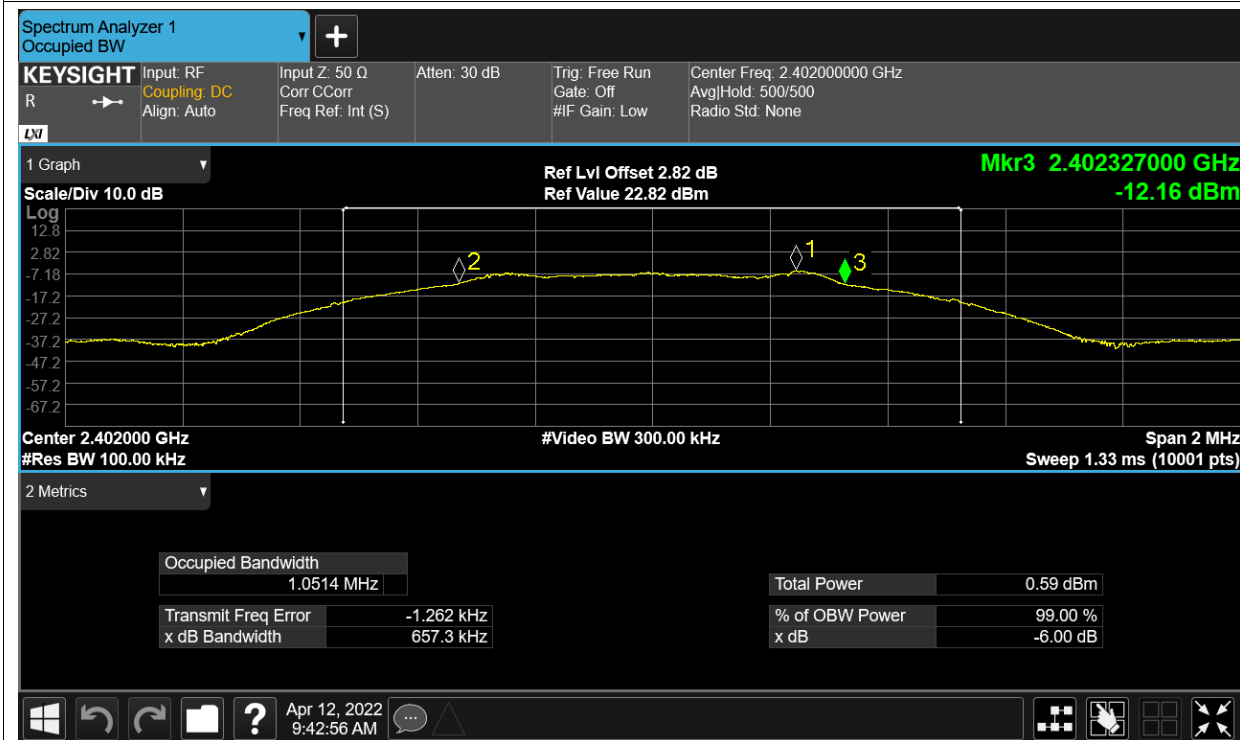 Spectrum Analyzer 1
Occupied BW
+
KEYSIGHT
R
LXI
Input: RF
Coupling: DC
Align: Auto
Input Z: 50 Ω
Corr CCorr
Freq Ref: Int (S)
Atten: 30 dB
Trig: Free Run
Gate: Off
#IF Gain: Low
Center Freq: 2.402000000 GHz
Avg|Hold: 500/500
Radio Std: None
1 Graph
Scale/Div 10.0 dB
Ref Lvl Offset 2.82 dB
Ref Value 22.82 dBm
Mkr3 2.402327000 GHz
-12.16 dBm
Log
12.8
2.82
-7.18
-17.2
-27.2
-37.2
-47.2
-57.2
-67.2
2
1
3
Center 2.402000 GHz
#Video BW 300.00 kHz
Span 2 MHz
#Res BW 100.00 kHz
Sweep 1.33 ms (10001 pts)
2 Metrics
Occupied Bandwidth
1.0514 MHz
Total Power 0.59 dBm
Transmit Freq Error -1.262 kHz
% of OBW Power 99.00 %
x dB Bandwidth 657.3 kHz
x dB -6.00 dB
?
Apr 12, 2022
9:42:56 AM